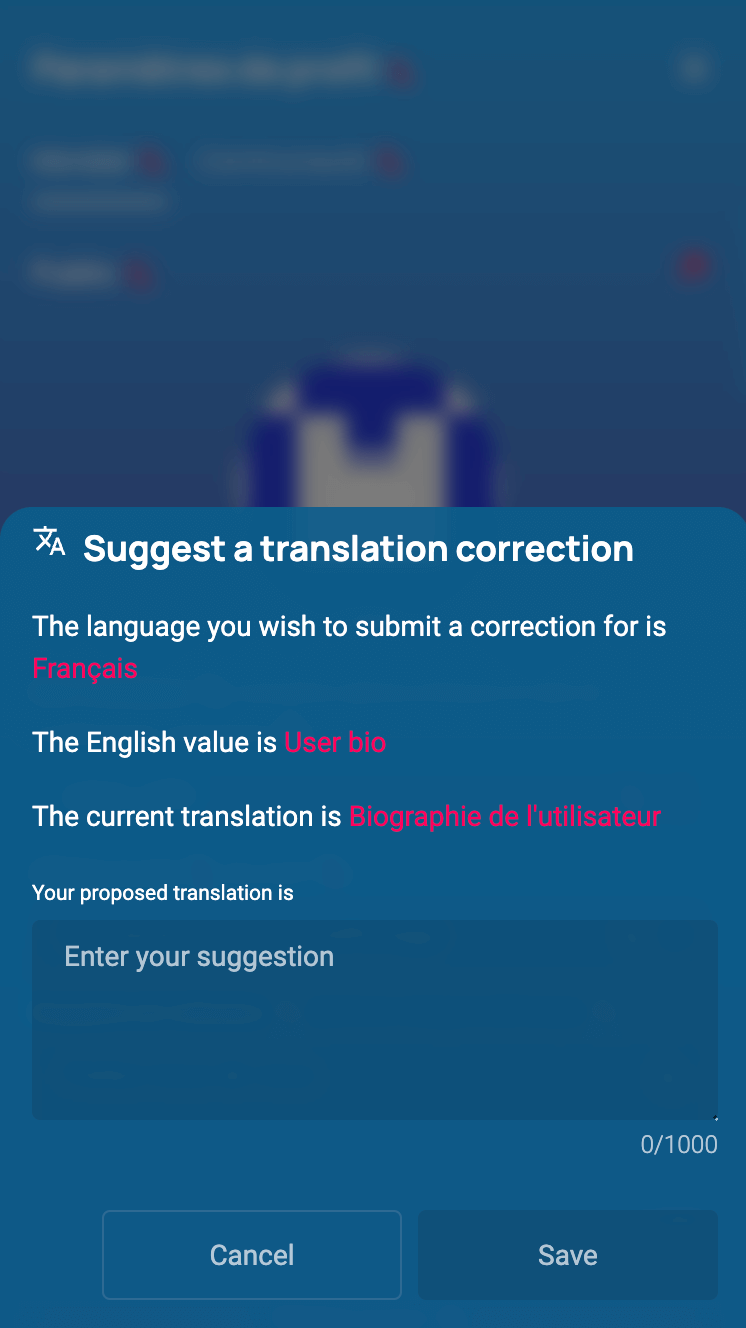 Suggest a translation correction
The language you wish to submit a correction for is
Français
The English value is User bio
The current translation is Biographie de l'utilisateur
Your proposed translation is
Enter your suggestion
0/1000
Cancel
Save